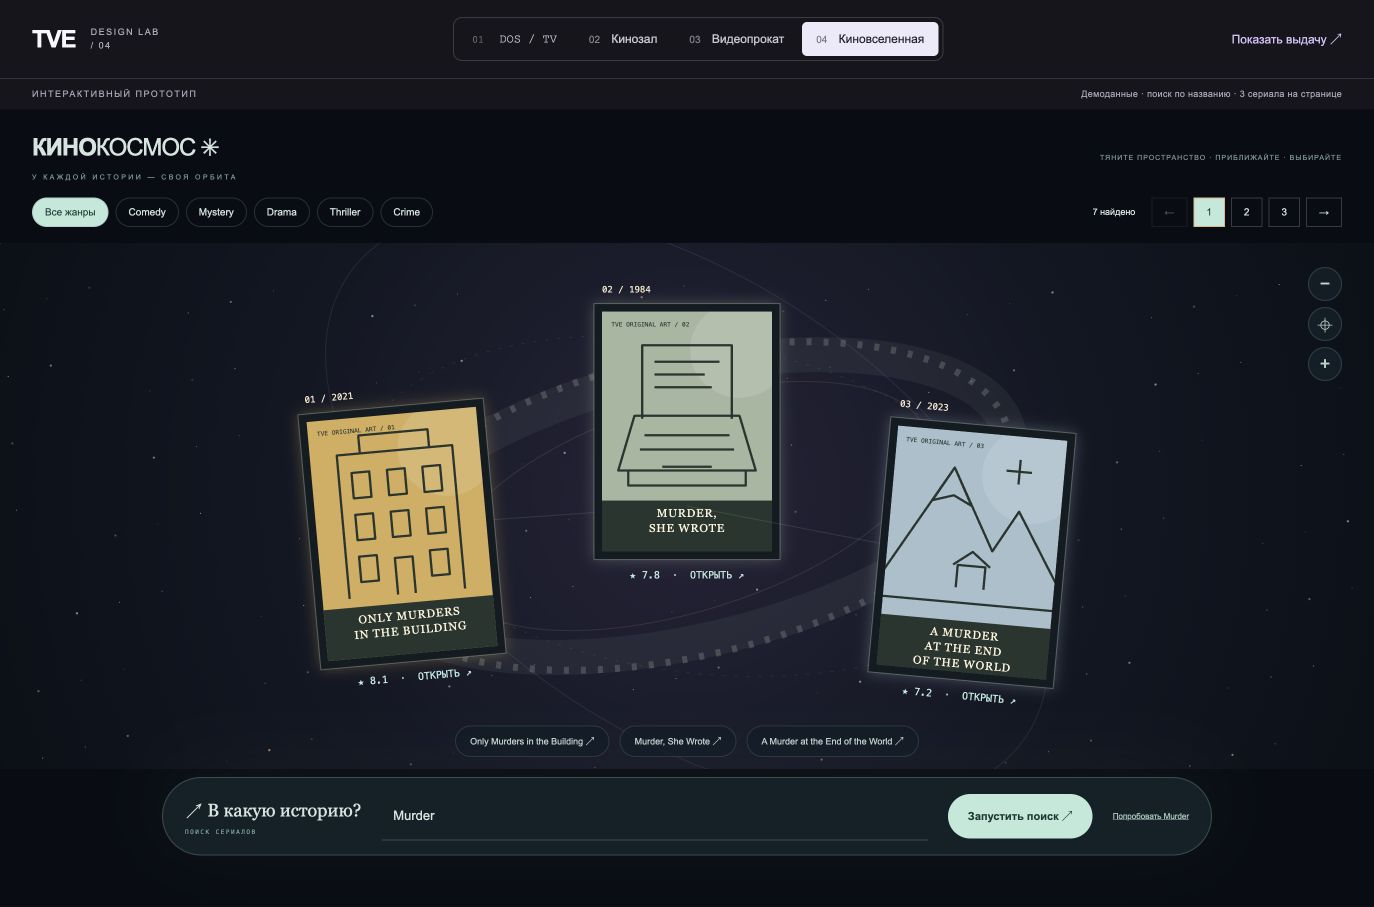 TVE
DESIGN LAB
/ 04
01 DOS / TV
02 Кинозал
03 Видеопрокат
04 Киновселенная
Показать выдачу ↗
ИНТЕРАКТИВНЫЙ ПРОТОТИП
Демоданные · поиск по названию · 3 сериала на странице
КИНОКОСМОС ✳
У КАЖДОЙ ИСТОРИИ — СВОЯ ОРБИТА
ТЯНИТЕ ПРОСТРАНСТВО · ПРИБЛИЖАЙТЕ · ВЫБИРАЙТЕ
Все жанры
Comedy
Mystery
Drama
Thriller
Crime
7 найдено
← 1 2 3 →
−
+
01 / 2021
TVE ORIGINAL ART / 01
ONLY MURDERS
IN THE BUILDING
★ 8.1 · ОТКРЫТЬ ↗
02 / 1984
TVE ORIGINAL ART / 02
MURDER,
SHE WROTE
★ 7.8 · ОТКРЫТЬ ↗
03 / 2023
TVE ORIGINAL ART / 03
A MURDER
AT THE END
OF THE WORLD
★ 7.2 · ОТКРЫТЬ ↗
Only Murders in the Building ↗
Murder, She Wrote ↗
A Murder at the End of the World ↗
↗ В какую историю?
ПОИСК СЕРИАЛОВ
Murder
Запустить поиск ↗
Попробовать Murder